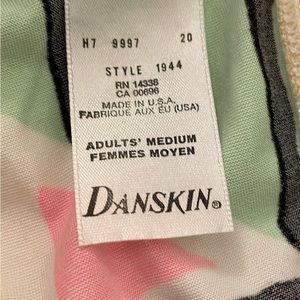 H7 9997 20
STYLE 1944
RN 14338
CA 00696
MADE IN U.S.A.
FABRIQUE AUX EU (USA)
ADULTS' MEDIUM
FEMMES MOYEN
DANSKIN®